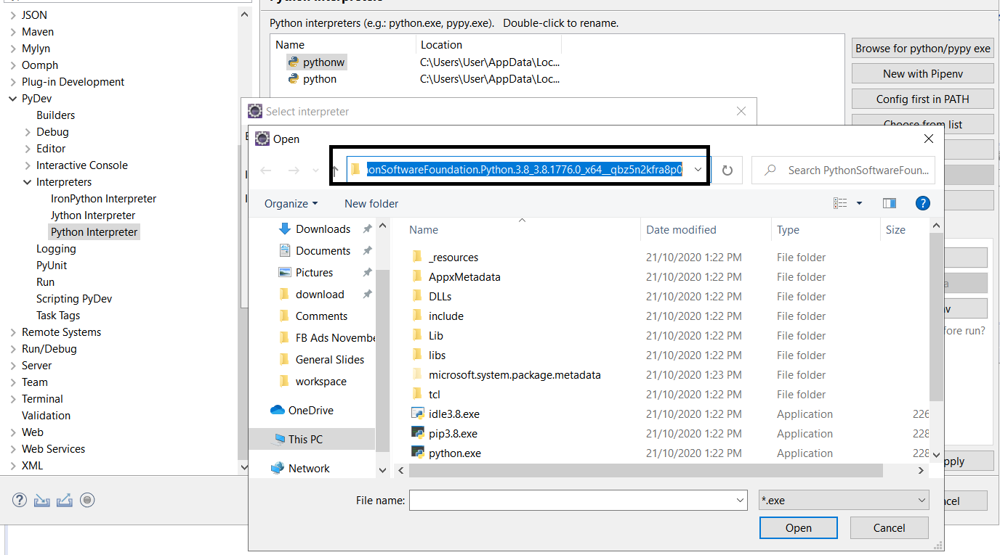 JSON
Maven
Mylyn
Oomph
Plug-in Development
PyDev
Builders
Debug
Editor
Interactive Console
Interpreters
IronPython Interpreter
Jython Interpreter
Python Interpreter
Logging
PyUnit
Run
Scripting PyDev
Task Tags
Remote Systems
Run/Debug
Server
Team
Terminal
Validation
Web
Web Services
XML
Python interpreters (e.g.: python.exe, pypy.exe). Double-click to rename.
Name Location
pythonw C:\Users\User\AppData\Loc...
python C:\Users\User\AppData\Loc...
Browse for python/pypy exe
New with Pipenv
Config first in PATH
Choose from list
Select interpreter
Open
onSoftwareFoundation.Python.3.8_3.8.1776.0_x64__qbz5n2kfra8p0
Search PythonSoftwareFoun...
Organize New folder
?
Downloads
Documents
Pictures
download
Comments
FB Ads Novembe
General Slides
workspace
OneDrive
This PC
Network
Name Date modified Type Size
_resources 21/10/2020 1:22 PM File folder
AppxMetadata 21/10/2020 1:22 PM File folder
DLLs 21/10/2020 1:22 PM File folder
include 21/10/2020 1:22 PM File folder
Lib 21/10/2020 1:22 PM File folder
libs 21/10/2020 1:22 PM File folder
microsoft.system.package.metadata 21/10/2020 1:23 PM File folder
tcl 21/10/2020 1:22 PM File folder
idle3.8.exe 21/10/2020 1:22 PM Application 226
pip3.8.exe 21/10/2020 1:22 PM Application 228
python.exe 21/10/2020 1:22 PM Application 228
File name: *.exe
Open Cancel
a
nv
fore run?
pply
ncel
?